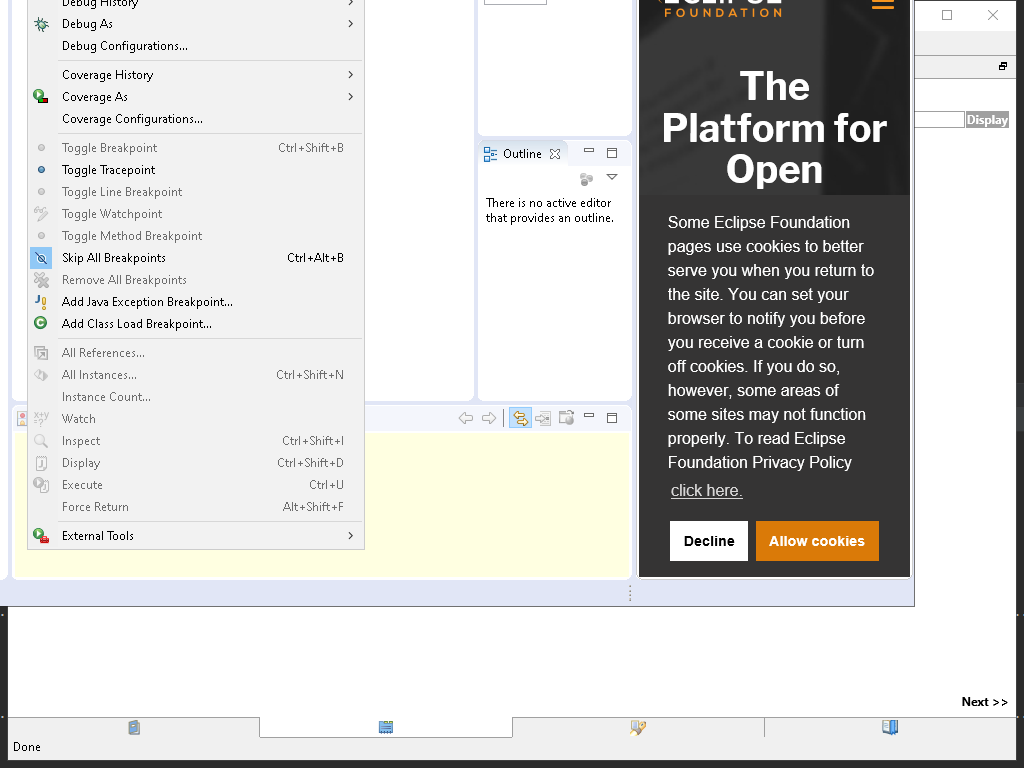 Debug History
Debug As
Debug Configurations...
Coverage History
Coverage As
Coverage Configurations...
Toggle Breakpoint Ctrl+Shift+B
Toggle Tracepoint
Toggle Line Breakpoint
Toggle Watchpoint
Toggle Method Breakpoint
Skip All Breakpoints Ctrl+Alt+B
Remove All Breakpoints
Add Java Exception Breakpoint...
Add Class Load Breakpoint...
All References...
All Instances... Ctrl+Shift+N
Instance Count...
Watch
Inspect Ctrl+Shift+I
Display Ctrl+Shift+D
Execute Ctrl+U
Force Return Alt+Shift+F
External Tools
Outline
There is no active editor
that provides an outline.
ECLIPSE
FOUNDATION
The
Platform for
Open
Some Eclipse Foundation
pages use cookies to better
serve you when you return to
the site. You can set your
browser to notify you before
you receive a cookie or turn
off cookies. If you do so,
however, some areas of
some sites may not function
properly. To read Eclipse
Foundation Privacy Policy
click here.
Decline
Allow cookies
Display
Next >>
Done